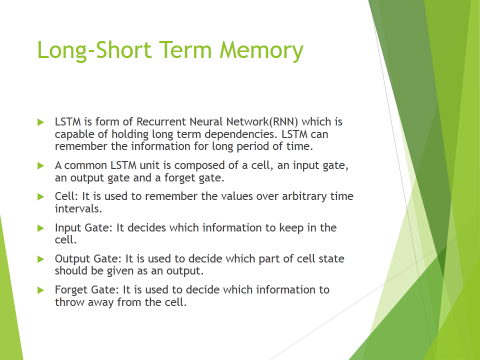 Long-Short Term Memory
LSTM is form of Recurrent Neural Network(RNN) which is
capable of holding long term dependencies. LSTM can
remember the information for long period of time.
A common LSTM unit is composed of a cell, an input gate,
an output gate and a forget gate.
Cell: It is used to remember the values over arbitrary time
intervals.
Input Gate: It decides which information to keep in the
cell.
Output Gate: It is used to decide which part of cell state
should be given as an output.
Forget Gate: It is used to decide which information to
throw away from the cell.